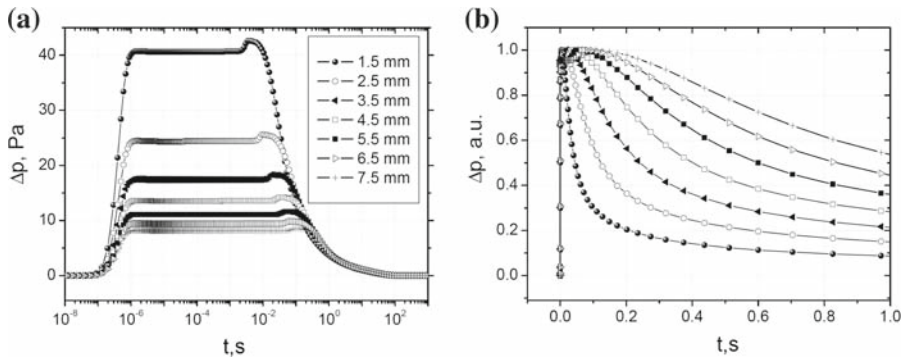 (a)
Δp, Pa
40
30
20
10
0
10⁻⁸
10⁻⁶
10⁻⁴
10⁻²
10⁰
10²
t,s
1.5 mm
2.5 mm
3.5 mm
4.5 mm
5.5 mm
6.5 mm
7.5 mm
(b)
Δp, a.u.
1.0
0.8
0.6
0.4
0.2
0.0
0.0
0.2
0.4
0.6
0.8
1.0
t,s